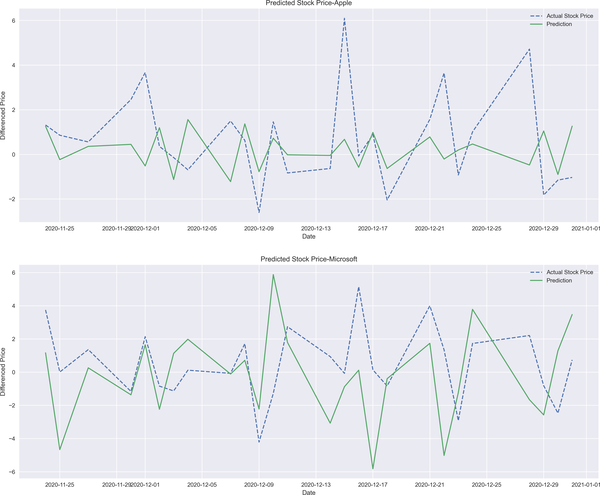 Predicted Stock Price-Apple
Actual Stock Price
Prediction
6
4
2
0
−2
Differenced Price
2020-11-25 2020-11-29 2020-12-01 2020-12-05 2020-12-09 2020-12-13 2020-12-17 2020-12-21 2020-12-25 2020-12-29 2021-01-01
Date
Predicted Stock Price-Microsoft
Actual Stock Price
Prediction
6
4
2
0
−2
−4
−6
Differenced Price
2020-11-25 2020-11-29 2020-12-01 2020-12-05 2020-12-09 2020-12-13 2020-12-17 2020-12-21 2020-12-25 2020-12-29 2021-01-01
Date